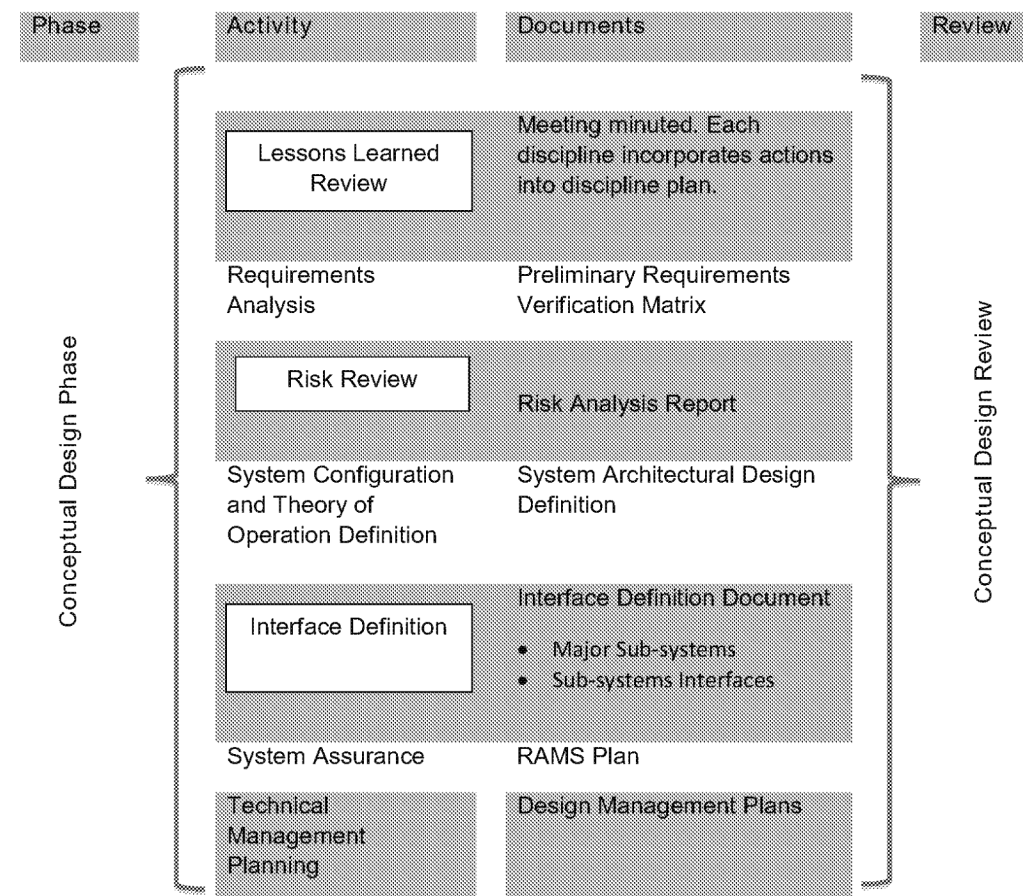 Phase
Activity
Documents
Review
Conceptual Design Phase
Lessons Learned
Review
Meeting minuted. Each
discipline incorporates actions
into discipline plan.
Requirements
Analysis
Preliminary Requirements
Verification Matrix
Risk Review
Risk Analysis Report
System Configuration
and Theory of
Operation Definition
System Architectural Design
Definition
Interface Definition
Interface Definition Document
• Major Sub-systems
• Sub-systems Interfaces
System Assurance
RAMS Plan
Technical
Management
Planning
Design Management Plans
Conceptual Design Review